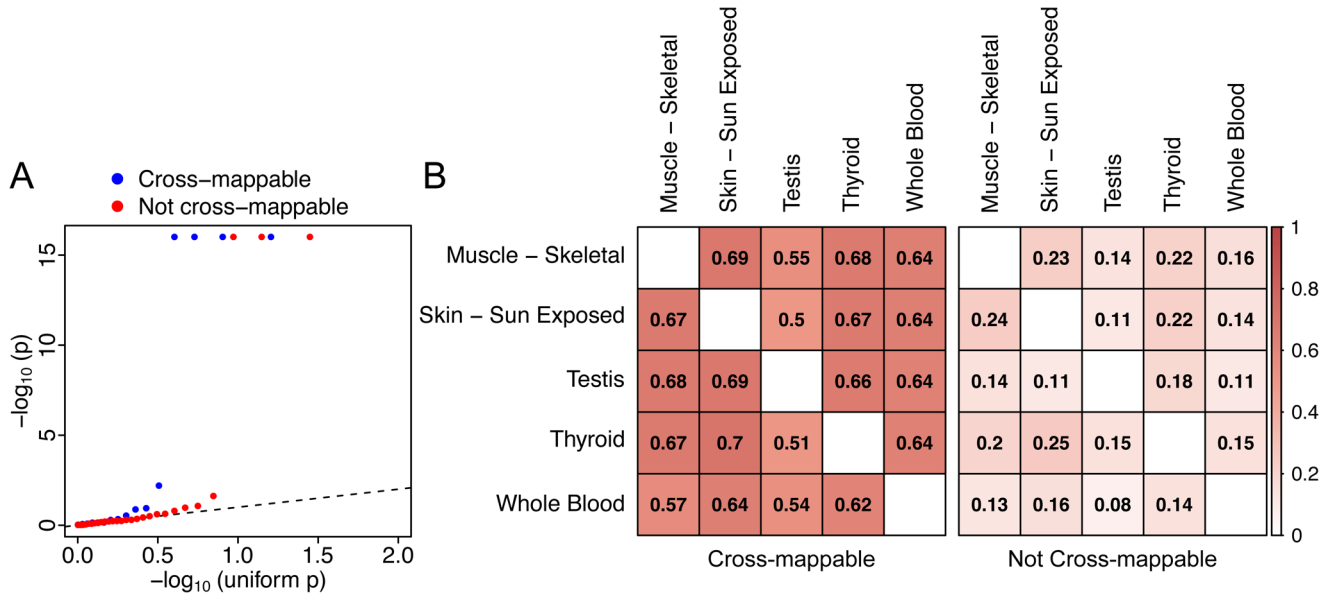 A
Cross−mappable
Not cross−mappable
−log10 (p)
15
10
5
0
0.0 0.5 1.0 1.5 2.0
−log10 (uniform p)
B
Muscle − Skeletal
Skin − Sun Exposed
Testis
Thyroid
Whole Blood
Muscle − Skeletal
Skin − Sun Exposed
Testis
Thyroid
Whole Blood
Muscle − Skeletal 0.69 0.55 0.68 0.64 0.23 0.14 0.22 0.16
Skin − Sun Exposed 0.67 0.5 0.67 0.64 0.24 0.11 0.22 0.14
Testis 0.68 0.69 0.66 0.64 0.14 0.11 0.18 0.11
Thyroid 0.67 0.7 0.51 0.64 0.2 0.25 0.15 0.15
Whole Blood 0.57 0.64 0.54 0.62 0.13 0.16 0.08 0.14
1
0.8
0.6
0.4
0.2
0
Cross-mappable
Not Cross-mappable